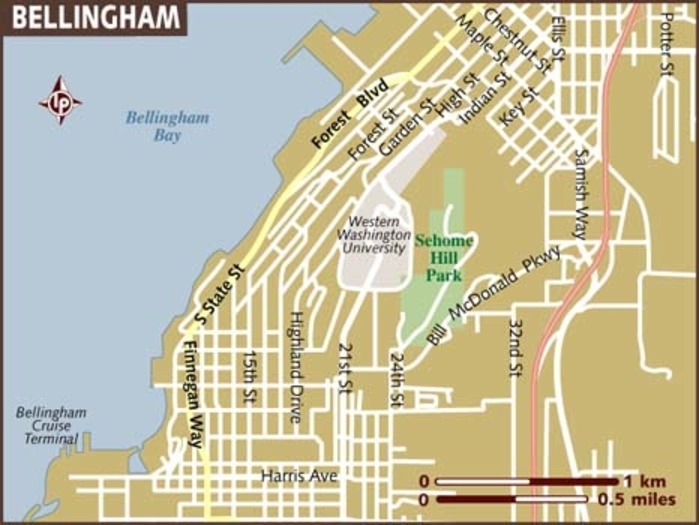 BELLINGHAM
LP
Bellingham
Bay
Chestnut St
Ellis St
Potter St
Maple St
Forest Blvd
Forest St
Garden St
High St
Indian St
Key St
Samish Way
Western
Washington
University
Sehome
Hill
Park
Bill McDonald Pkwy
S State St
Finnegan Way
15th St
Highland Drive
21st St
24th St
32nd St
Bellingham
Cruise
Terminal
Harris Ave
0 1 km
0 0.5 miles